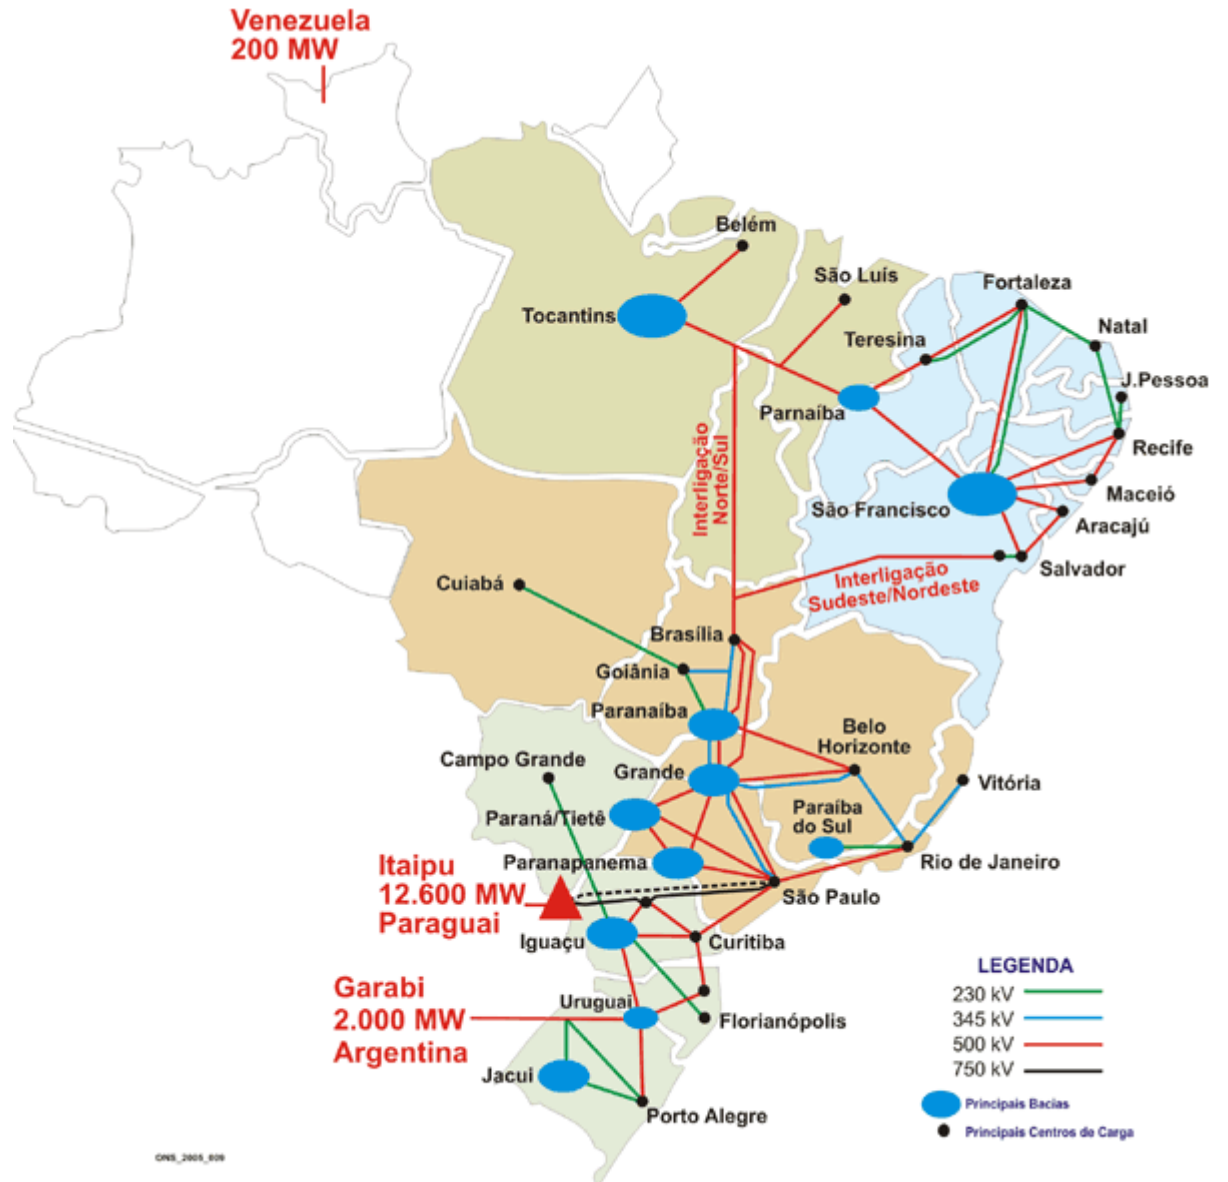 Venezuela
200 MW
Belém
São Luís
Fortaleza
Tocantins
Teresina
Natal
J.Pessoa
Parnaíba
Recife
Interligação
Norte/Sul
Maceió
São Francisco
Aracajú
Salvador
Interligação
Sudeste/Nordeste
Cuiabá
Brasília
Goiânia
Paranaíba
Belo
Horizonte
Campo Grande
Grande
Vitória
Paraíba
do Sul
Paraná/Tietê
Paranapanema
Rio de Janeiro
Itaipu
12.600 MW
Paraguai
São Paulo
Iguaçu
Curitiba
LEGENDA
230 kV
345 kV
500 kV
750 kV
Principais Bacias
Principais Centros de Carga
Garabi
2.000 MW
Argentina
Uruguai
Florianópolis
Jacui
Porto Alegre
ONS_2005_009